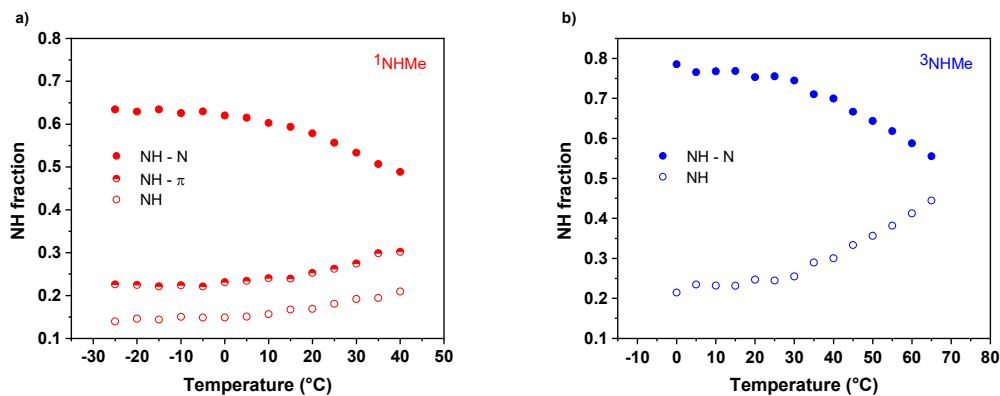 a)
0.8
0.7
0.6
0.5
0.4
0.3
0.2
0.1
NH fraction
¹NHMe
NH - N
NH - π
NH
-30 -20 -10 0 10 20 30 40 50
Temperature (°C)
b)
0.8
0.7
0.6
0.5
0.4
0.3
0.2
0.1
NH fraction
³NHMe
NH - N
NH
-10 0 10 20 30 40 50 60 70 80
Temperature (°C)